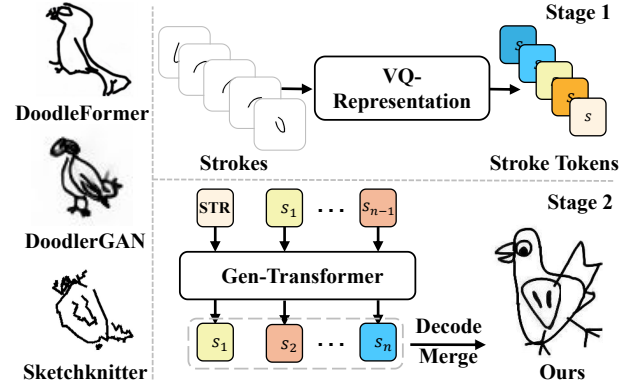 DoodleFormer
DoodlerGAN
Sketchknitter
Stage 1
VQ-
Representation
Strokes
s
s
s
s
s
Stroke Tokens
Stage 2
STR
s₁
...
sₙ₋₁
Gen-Transformer
s₁
s₂
...
sₙ
Decode
Merge
Ours